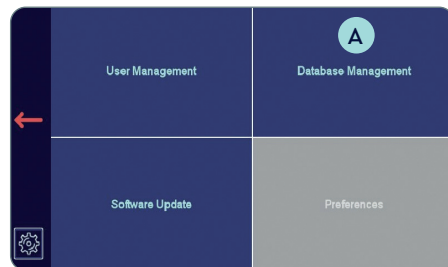 A
User Management
Database Management
Software Update
Preferences